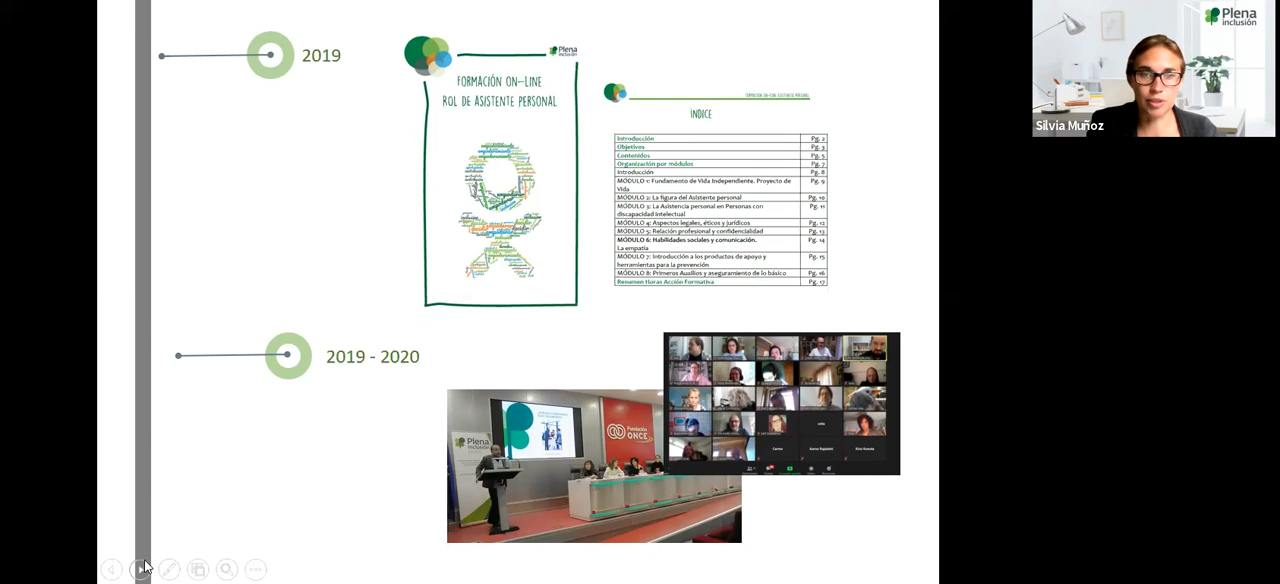 2019
Plena
inclusión
FORMACIÓN ON-LINE
ROL DE ASISTENTE PERSONAL
FORMACIÓN ON-LINE ASISTENTE PERSONAL
ÍNDICE
Introducción Pg. 2
Objetivos Pg. 3
Contenidos Pg. 5
Organización por módulos Pg. 7
Introducción Pg. 8
MÓDULO 1: Fundamento de Vida Independiente. Proyecto de Pg. 9
Vida
MÓDULO 2: La figura del Asistente personal Pg. 10
MÓDULO 3: La Asistencia personal en Personas con Pg. 11
discapacidad intelectual
MÓDULO 4: Aspectos legales, éticos y jurídicos Pg. 12
MÓDULO 5: Relación profesional y confidencialidad Pg. 13
MÓDULO 6: Habilidades sociales y comunicación. Pg. 14
La empatía
MÓDULO 7: Introducción a los productos de apoyo y Pg. 15
herramientas para la prevención
MÓDULO 8: Primeros Auxilios y aseguramiento de lo básico Pg. 16
Resumen Horas Acción Formativa Pg. 17
Plena
inclusión
Silvia Muñoz
2019 - 2020
Plena
inclusión
Fundación
ONCE
Carmen